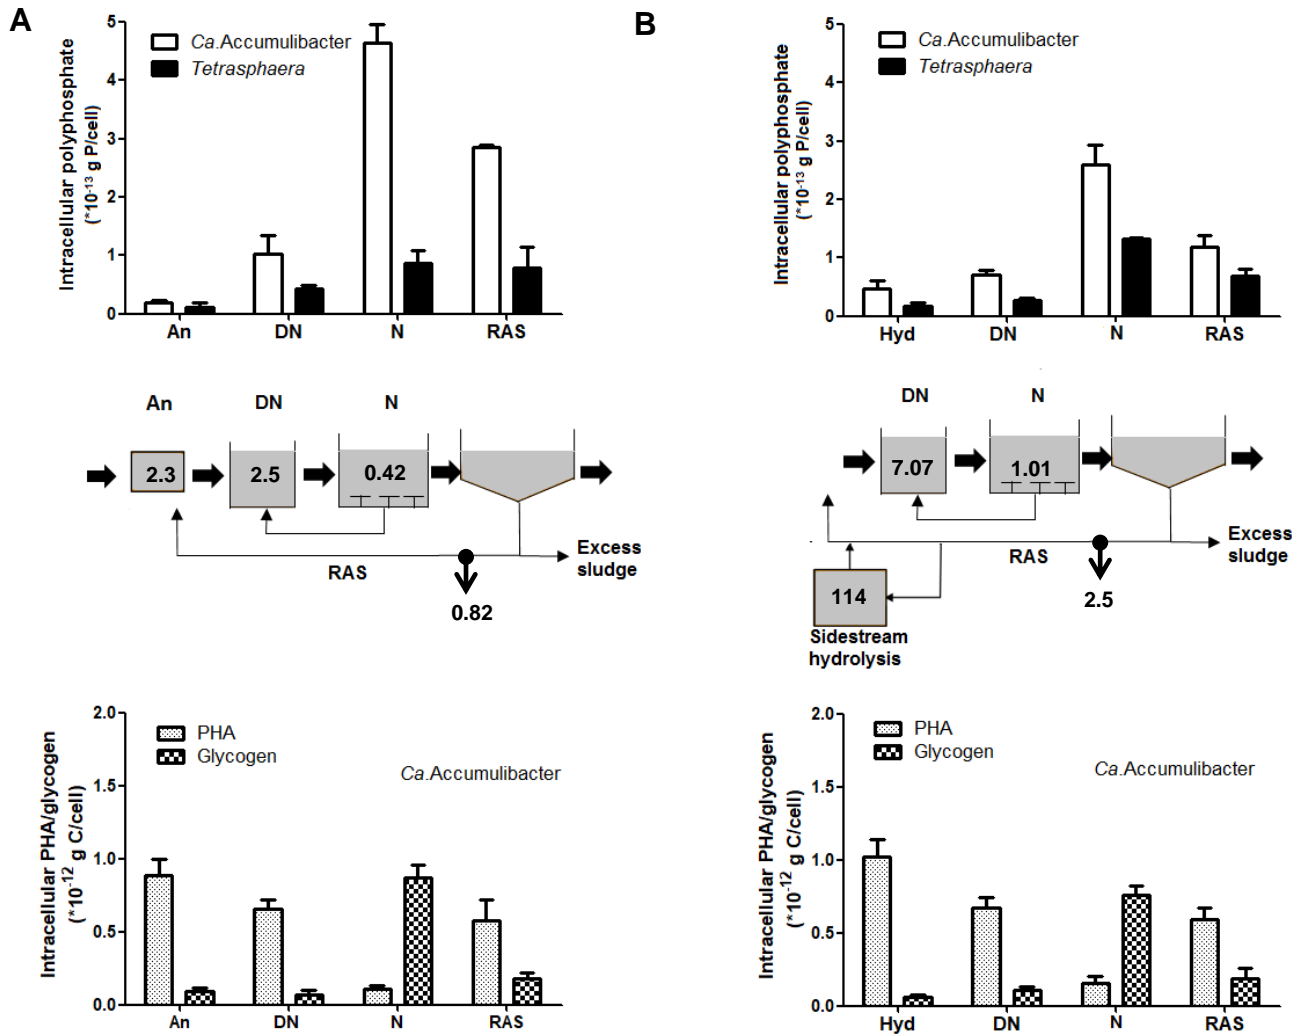 A
Intracellular polyphosphate
(*10-13 g P/cell)
5
4
3
2
1
0
Ca.Accumulibacter
Tetrasphaera
An
DN
N
RAS
B
Intracellular polyphosphate
(*10-13 g P/cell)
5
4
3
2
1
0
Ca.Accumulibacter
Tetrasphaera
Hyd
DN
N
RAS
An
DN
N
2.3
2.5
0.42
RAS
Excess
sludge
0.82
DN
N
7.07
1.01
RAS
Excess
sludge
114
2.5
Sidestream
hydrolysis
Intracellular PHA/glycogen
(*10-12 g C/cell)
2.0
1.5
1.0
0.5
0.0
PHA
Glycogen
Ca.Accumulibacter
An
DN
N
RAS
Intracellular PHA/glycogen
(*10-12 g C/cell)
2.0
1.5
1.0
0.5
0.0
PHA
Glycogen
Ca.Accumulibacter
Hyd
DN
N
RAS